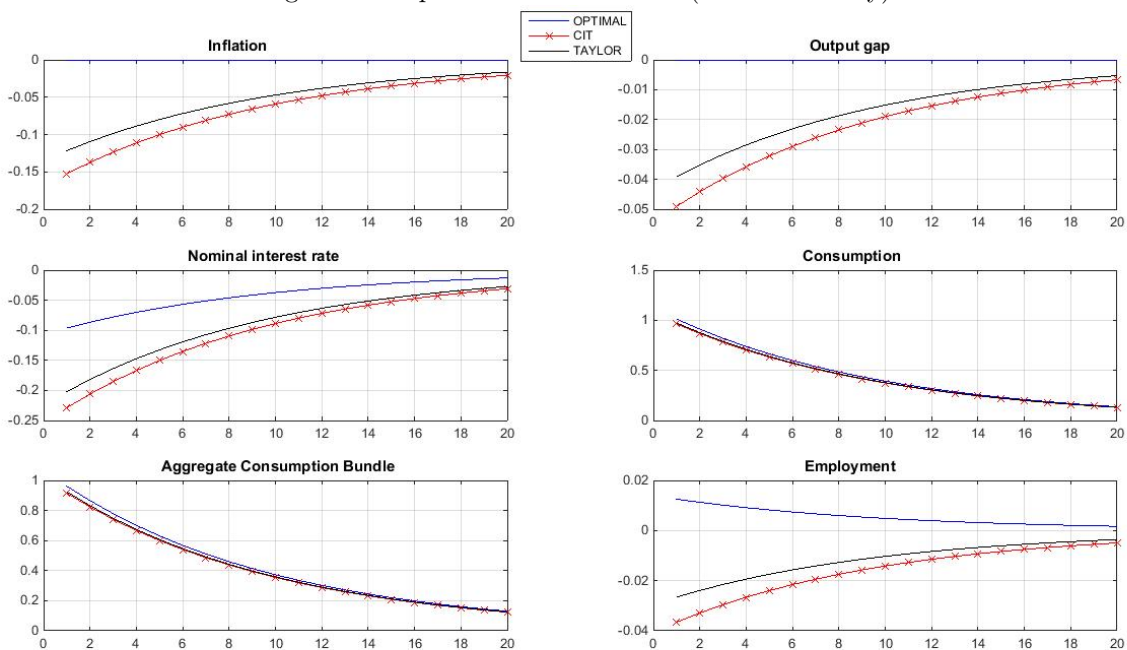 OPTIMAL
CIT
TAYLOR
Inflation
0
-0.05
-0.1
-0.15
-0.2
0 2 4 6 8 10 12 14 16 18 20
Output gap
0
-0.01
-0.02
-0.03
-0.04
-0.05
0 2 4 6 8 10 12 14 16 18 20
Nominal interest rate
0
-0.05
-0.1
-0.15
-0.2
-0.25
0 2 4 6 8 10 12 14 16 18 20
Consumption
1.5
1
0.5
0
0 2 4 6 8 10 12 14 16 18 20
Aggregate Consumption Bundle
1
0.8
0.6
0.4
0.2
0
0 2 4 6 8 10 12 14 16 18 20
Employment
0.02
0
-0.02
-0.04
0 2 4 6 8 10 12 14 16 18 20